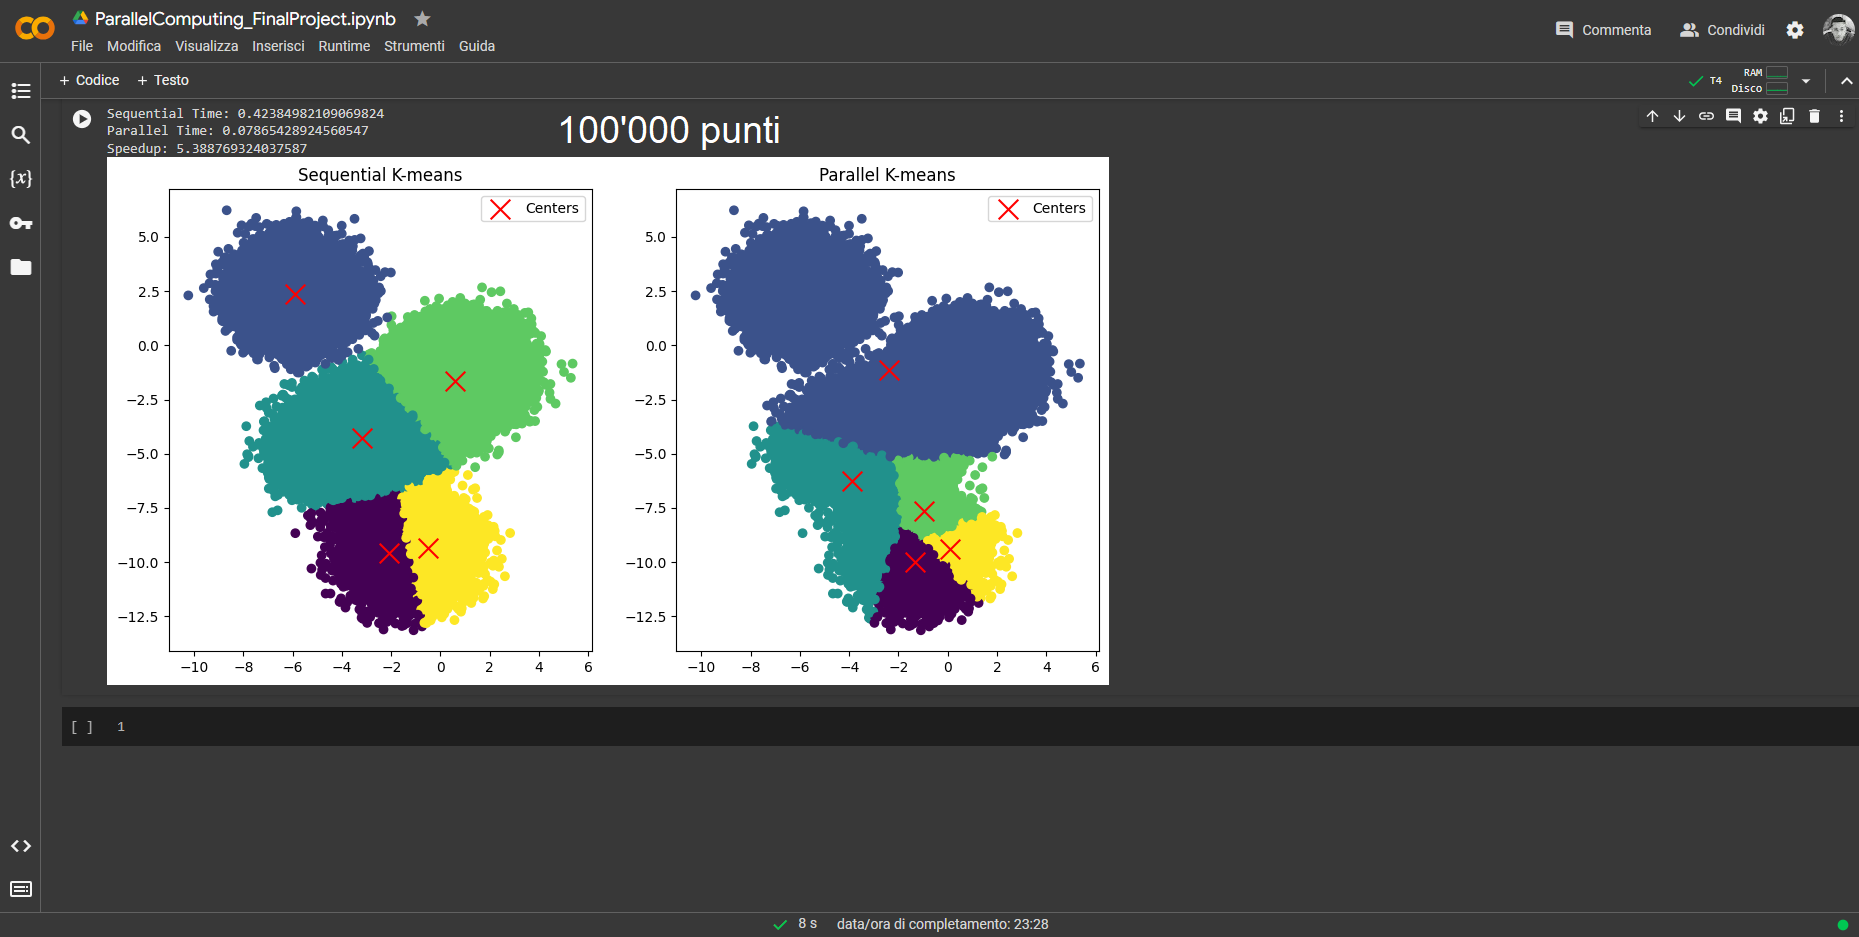 ParallelComputing_FinalProject.ipynb
File Modifica Visualizza Inserisci Runtime Strumenti Guida
Commenta Condividi
+ Codice + Testo
T4 RAM
Disco
Sequential Time: 0.42384982109069824
Parallel Time: 0.07865428924560547
Speedup: 5.388769324037587
100'000 punti
Sequential K-means
Centers
5.0
2.5
0.0
−2.5
−5.0
−7.5
−10.0
−12.5
−10 −8 −6 −4 −2 0 2 4 6
Parallel K-means
Centers
5.0
2.5
0.0
−2.5
−5.0
−7.5
−10.0
−12.5
−10 −8 −6 −4 −2 0 2 4 6
[ ] 1
8 s data/ora di completamento: 23:28